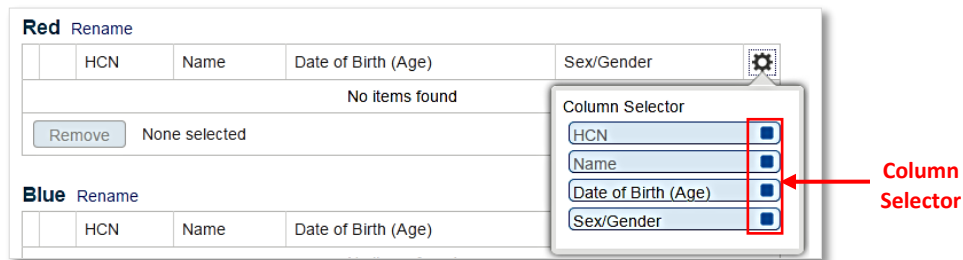 Red Rename
HCN Name Date of Birth (Age) Sex/Gender
No items found
Column Selector
HCN
Remove None selected
Name
Date of Birth (Age)
Sex/Gender
Column
Selector
Blue Rename
HCN Name Date of Birth (Age)